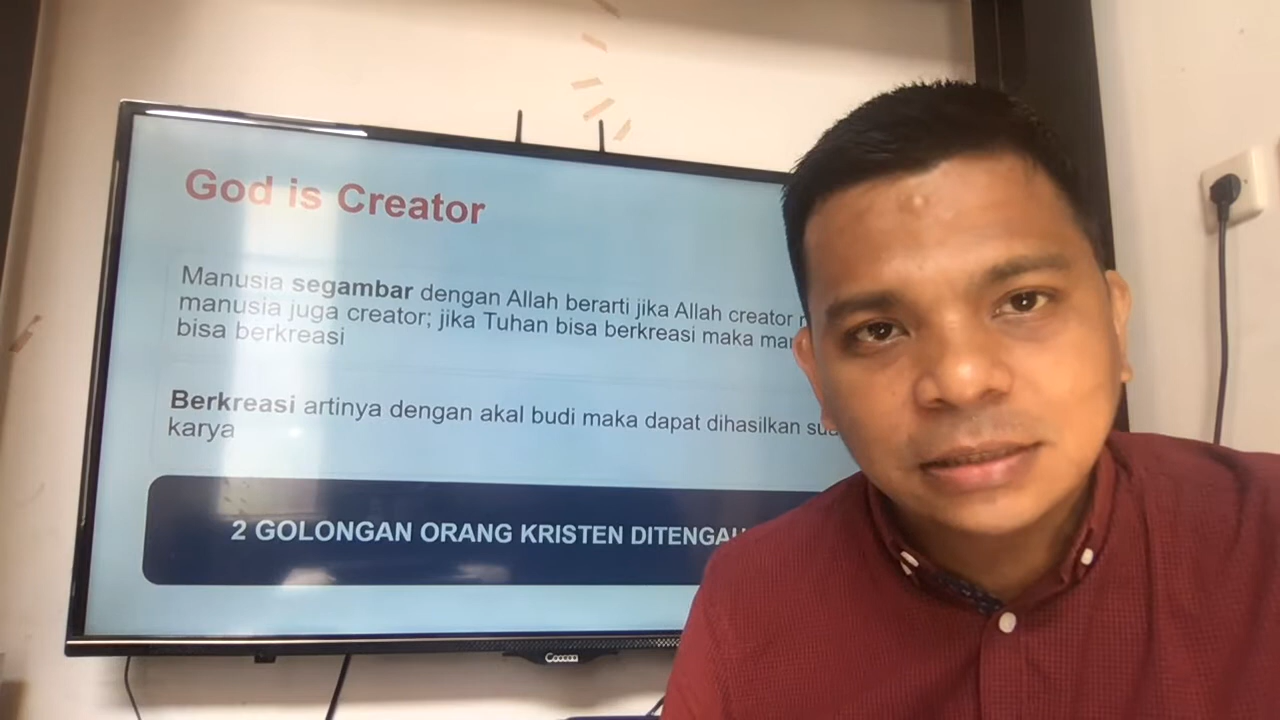 God is Creator
Manusia segambar dengan Allah berarti jika Allah creator
manusia juga creator; jika Tuhan bisa berkreasi maka
bisa berkreasi
Berkreasi artinya dengan akal budi maka dapat dihasilkan
karya
2 GOLONGAN ORANG KRISTEN
Coocaa